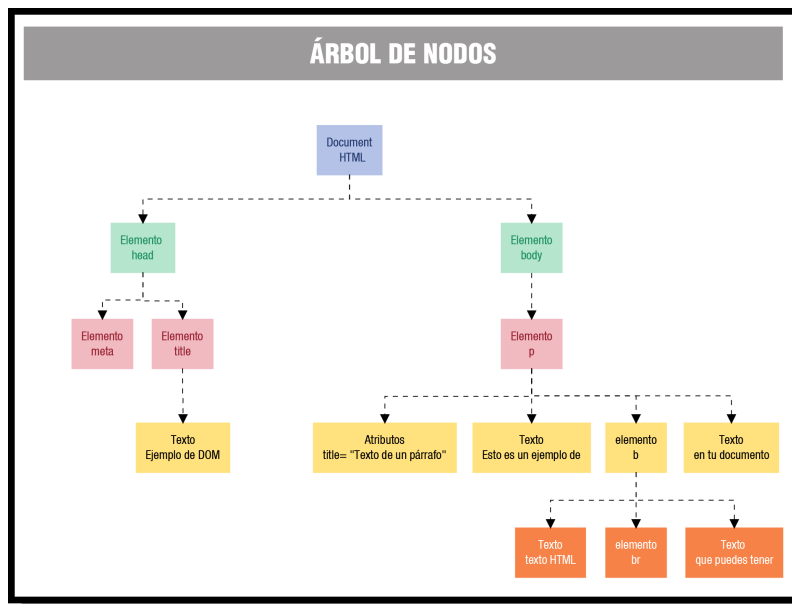 ÁRBOL DE NODOS
Document
HTML
Elemento
head
Elemento
body
Elemento
meta
Elemento
title
Elemento
p
Texto
Ejemplo de DOM
Atributos
title= "Texto de un párrafo"
Texto
Esto es un ejemplo de
elemento
b
Texto
en tu documento
Texto
texto HTML
elemento
br
Texto
que puedes tener